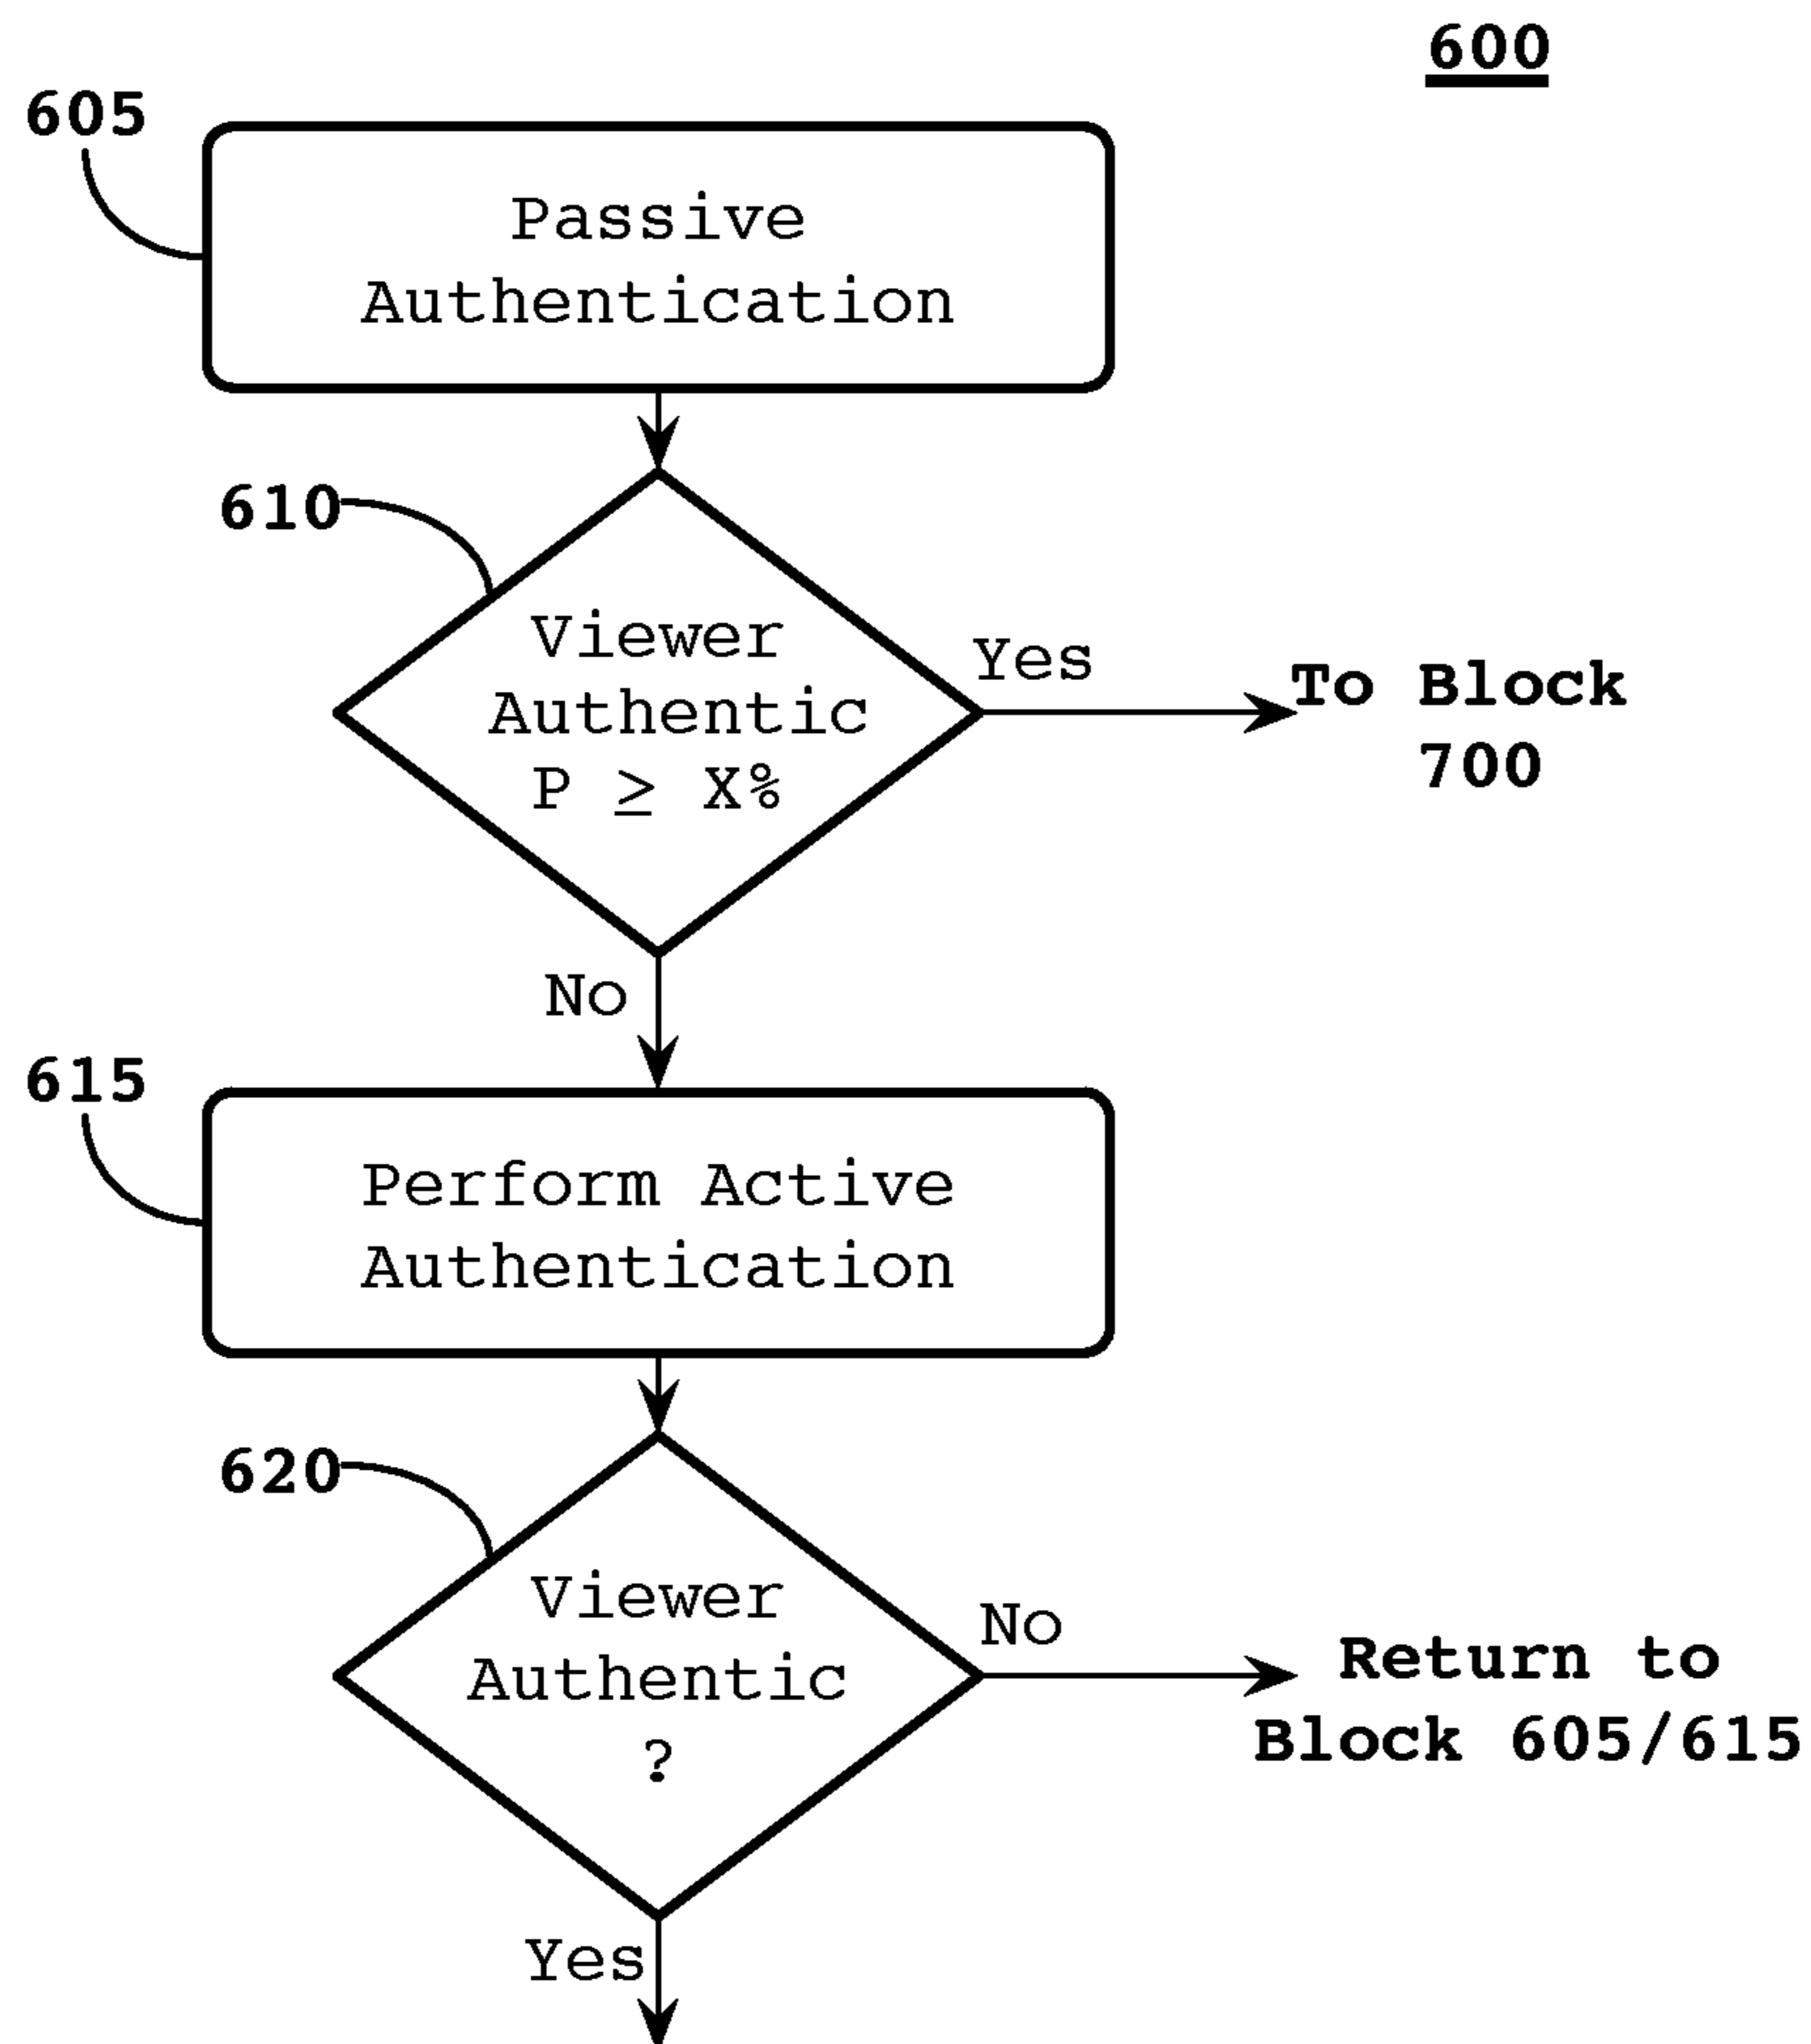 600
605
Passive
Authentication
610
Viewer
Authentic
P ≥ X%
Yes
To Block
700
No
615
Perform Active
Authentication
620
Viewer
Authentic
?
No
Return to
Block 605/615
Yes